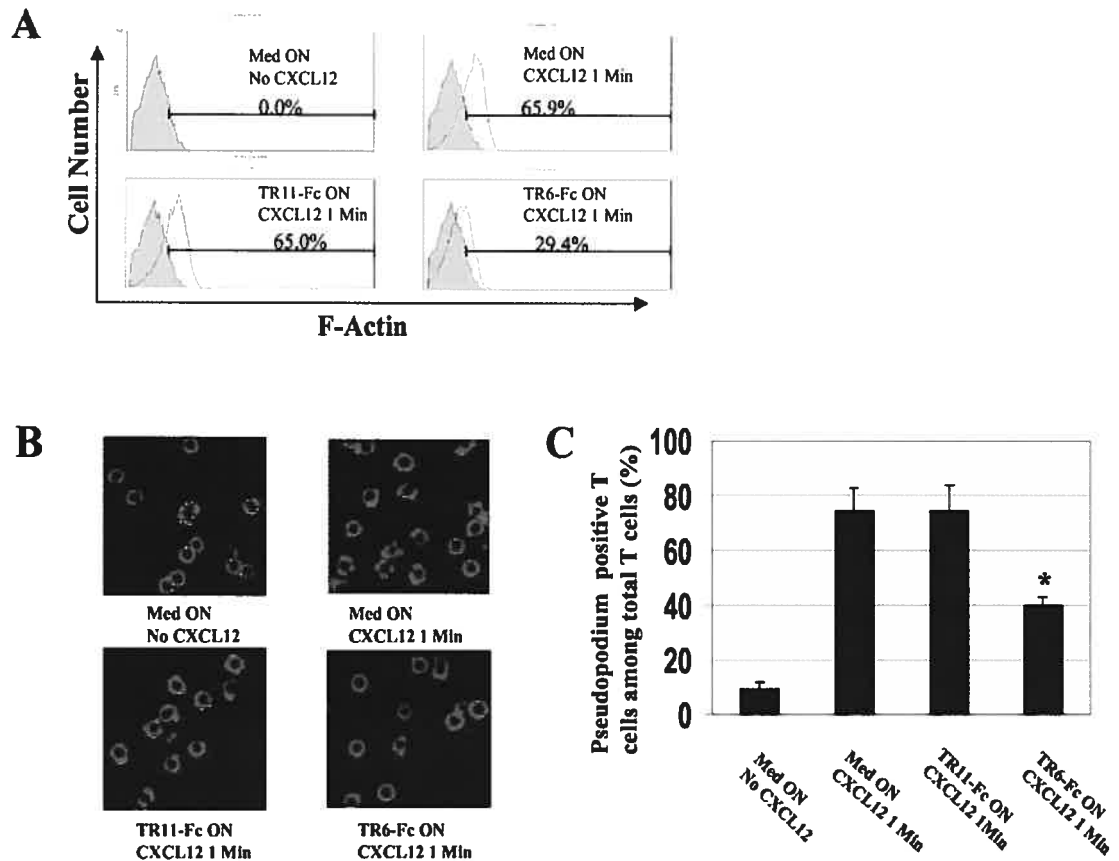 A
Cell Number
Med ON
No CXCL12
0.0%
Med ON
CXCL12 1 Min
65.9%
TR11-Fc ON
CXCL12 1 Min
65.0%
TR6-Fc ON
CXCL12 1 Min
29.4%
F-Actin
B
Med ON
No CXCL12
Med ON
CXCL12 1 Min
TR11-Fc ON
CXCL12 1 Min
TR6-Fc ON
CXCL12 1 Min
C
Pseudopodium positive T
cells among total T cells (%)
100
80
60
40
20
0
*
Med ON
No CXCL12
Med ON
CXCL12 1 Min
TR11-Fc ON
CXCL12 1Min
TR6-Fc ON
CXCL12 1 Min